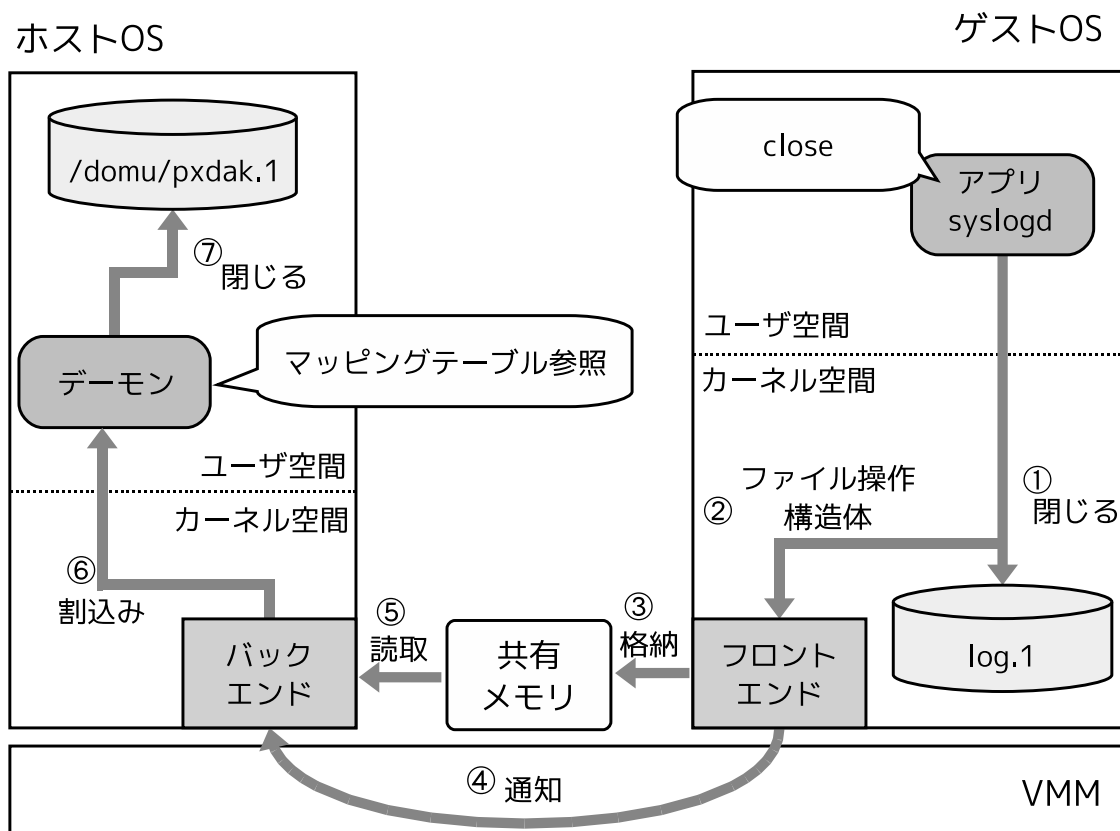 ホストOS
ゲストOS
/domu/pxdak.1
⑦
閉じる
デーモン
マッピングテーブル参照
ユーザ空間
カーネル空間
⑥
割込み
バック
エンド
⑤
読取
共有
メモリ
③
格納
close
アプリ
syslogd
ユーザ空間
カーネル空間
②
ファイル操作
構造体
①
閉じる
フロント
エンド
log.1
④ 通知
VMM